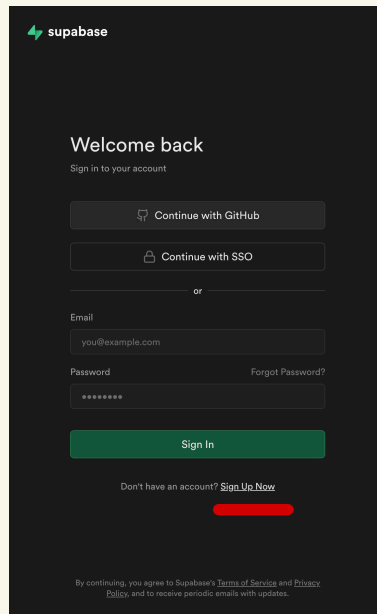 supabase
Welcome back
Sign in to your account
Continue with GitHub
Continue with SSO
or
Email
you@example.com
Password Forgot Password?
••••••••
Sign In
Don't have an account? Sign Up Now
By continuing, you agree to Supabase's Terms of Service and Privacy
Policy, and to receive periodic emails with updates.